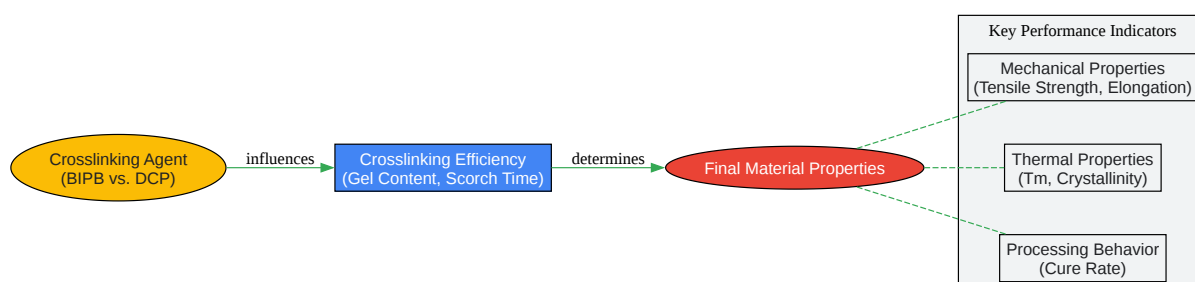 Crosslinking Agent
(BIPB vs. DCP)
influences
Crosslinking Efficiency
(Gel Content, Scorch Time)
determines
Final Material Properties
Key Performance Indicators
Mechanical Properties
(Tensile Strength, Elongation)
Thermal Properties
(Tm, Crystallinity)
Processing Behavior
(Cure Rate)